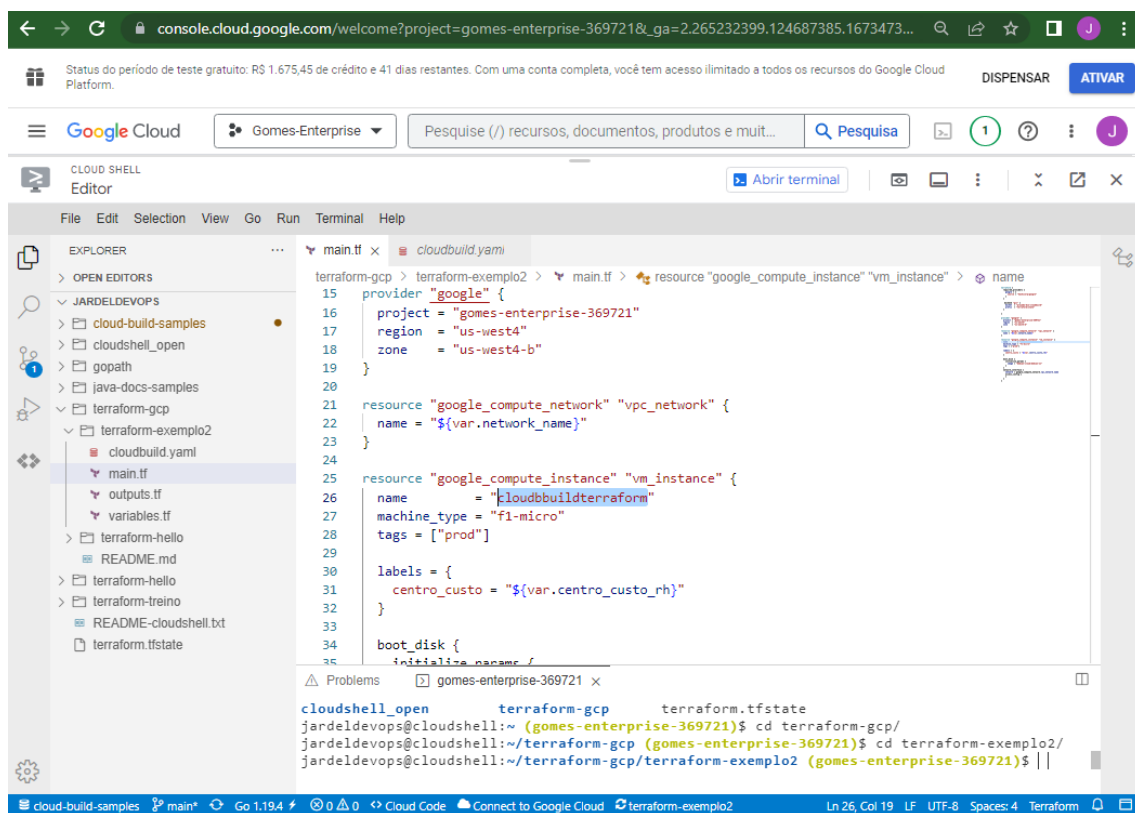 console.cloud.google.com/welcome?project=gomes-enterprise-369721&_ga=2.265232399.124687385.1673473...
J
Status do período de teste gratuito: R$ 1.675,45 de crédito e 41 dias restantes. Com uma conta completa, você tem acesso ilimitado a todos os recursos do Google Cloud
Platform.
DISPENSAR
ATIVAR
Google Cloud
Gomes-Enterprise
Pesquise (/) recursos, documentos, produtos e muit...
Pesquisa
1
J
CLOUD SHELL
Editor
Abrir terminal
File Edit Selection View Go Run Terminal Help
EXPLORER
OPEN EDITORS
JARDELDEVOPS
cloud-build-samples
cloudshell_open
gopath
java-docs-samples
terraform-gcp
terraform-exemplo2
cloudbuild.yaml
main.tf
outputs.tf
variables.tf
terraform-hello
README.md
terraform-hello
terraform-treino
README-cloudshell.txt
terraform.tfstate
1
main.tf
cloudbuild.yaml
terraform-gcp > terraform-exemplo2 > main.tf > resource "google_compute_instance" "vm_instance" > name
15 provider "google" {
16 project = "gomes-enterprise-369721"
17 region = "us-west4"
18 zone = "us-west4-b"
19 }
20
21 resource "google_compute_network" "vpc_network" {
22 name = "${var.network_name}"
23 }
24
25 resource "google_compute_instance" "vm_instance" {
26 name = "cloudbbuildterraform"
27 machine_type = "f1-micro"
28 tags = ["prod"]
29
30 labels = {
31 centro_custo = "${var.centro_custo_rh}"
32 }
33
34 boot_disk {
35 initialize_params {
Problems
gomes-enterprise-369721
cloudshell_open terraform-gcp terraform.tfstate
jardeldevops@cloudshell:~ (gomes-enterprise-369721)$ cd terraform-gcp/
jardeldevops@cloudshell:~/terraform-gcp (gomes-enterprise-369721)$ cd terraform-exemplo2/
jardeldevops@cloudshell:~/terraform-gcp/terraform-exemplo2 (gomes-enterprise-369721)$
cloud-build-samples main* Go 1.19.4 0 0 Cloud Code Connect to Google Cloud terraform-exemplo2 Ln 26, Col 19 LF UTF-8 Spaces: 4 Terraform